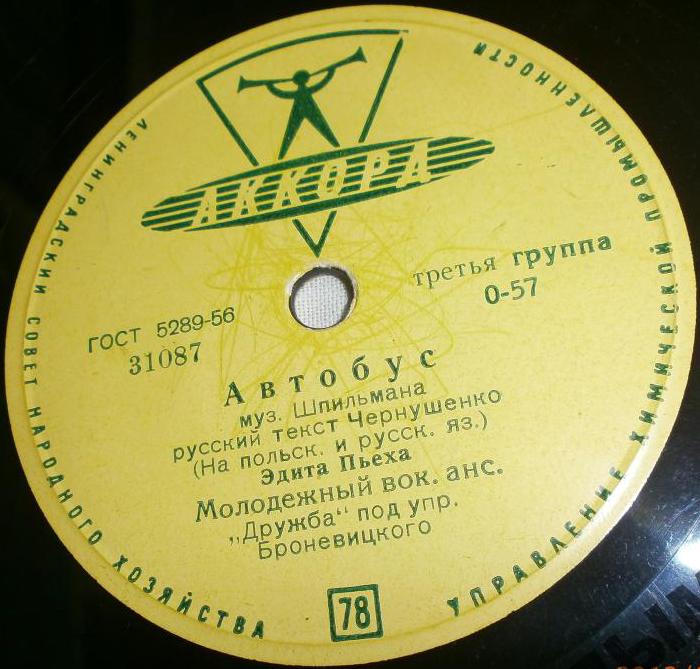 ЛЕНИНГРАДСКИЙ СОВЕТ НАРОДНОГО ХОЗЯЙСТВА
УПРАВЛЕНИЕ ХИМИЧЕСКОЙ ПРОМЫШЛЕННОСТИ
АККОРД
ГОСТ 5289-56
31087
третья группа
0-57
Автобус
муз. Шпильмана
русский текст Чернушенко
(На польск. и русск. яз.)
Эдита Пьеха
Молодежный вок. анс.
„Дружба“ под упр.
Броневицкого
78